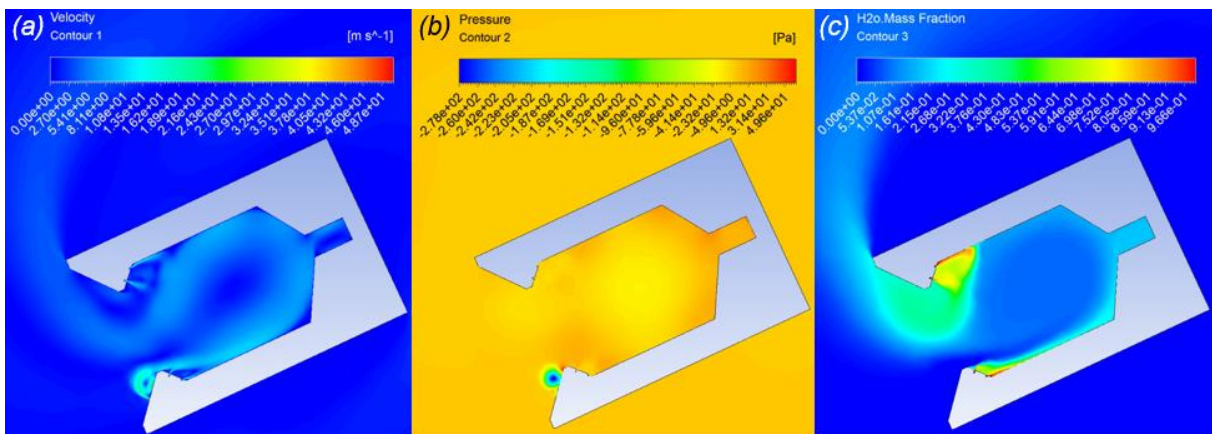 (a) Velocity
Contour 1
[m s^-1]
0.00e+00
2.70e+00
5.41e+00
8.11e+00
1.08e+01
1.35e+01
1.62e+01
1.89e+01
2.16e+01
2.43e+01
2.70e+01
2.97e+01
3.24e+01
3.51e+01
3.78e+01
4.05e+01
4.32e+01
4.60e+01
4.87e+01
(b) Pressure
Contour 2
[Pa]
-2.78e+02
-2.60e+02
-2.42e+02
-2.23e+02
-2.05e+02
-1.87e+02
-1.69e+02
-1.51e+02
-1.32e+02
-1.14e+02
-9.60e+01
-7.78e+01
-5.96e+01
-4.14e+01
-2.32e+01
-4.96e+00
1.32e+01
3.14e+01
4.96e+01
(c) H2o.Mass Fraction
Contour 3
0.00e+00
5.37e-02
1.07e-01
1.61e-01
2.15e-01
2.68e-01
3.22e-01
3.76e-01
4.30e-01
4.83e-01
5.37e-01
5.91e-01
6.44e-01
6.98e-01
7.52e-01
8.05e-01
8.59e-01
9.13e-01
9.66e-01